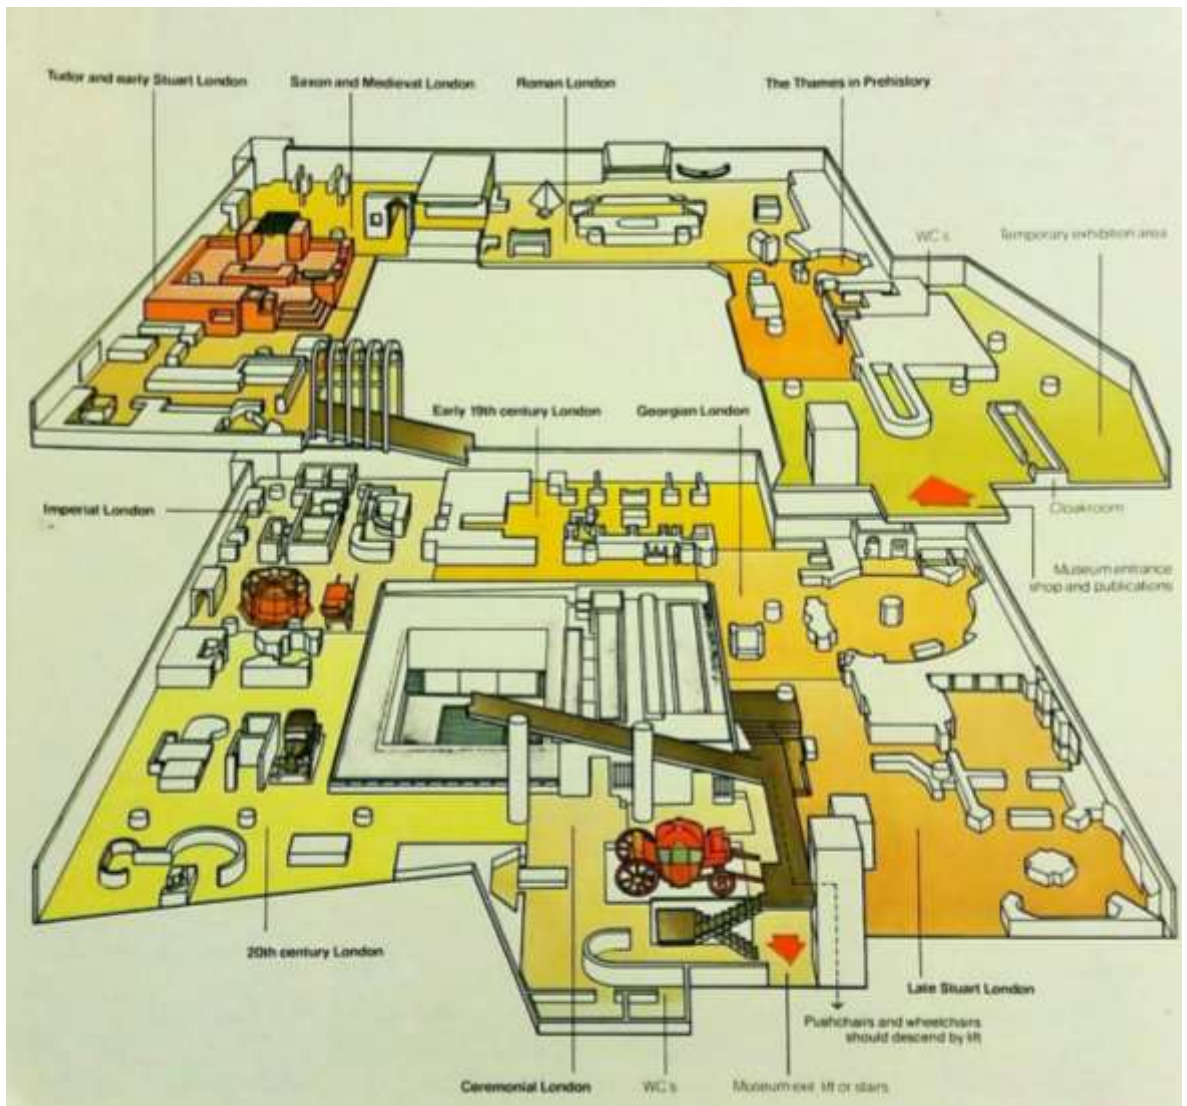 Tudor and early Stuart London
Saxon and Medieval London
Roman London
The Thames in Prehistory
WC s
Temporary exhibition area
Early 19th century London
Georgian London
Imperial London
Cloakroom
Museum entrance
shop and publications
20th century London
Late Stuart London
Pushchairs and wheelchairs
should descend by lift
Ceremonial London
WC s
Museum exit lift or stairs